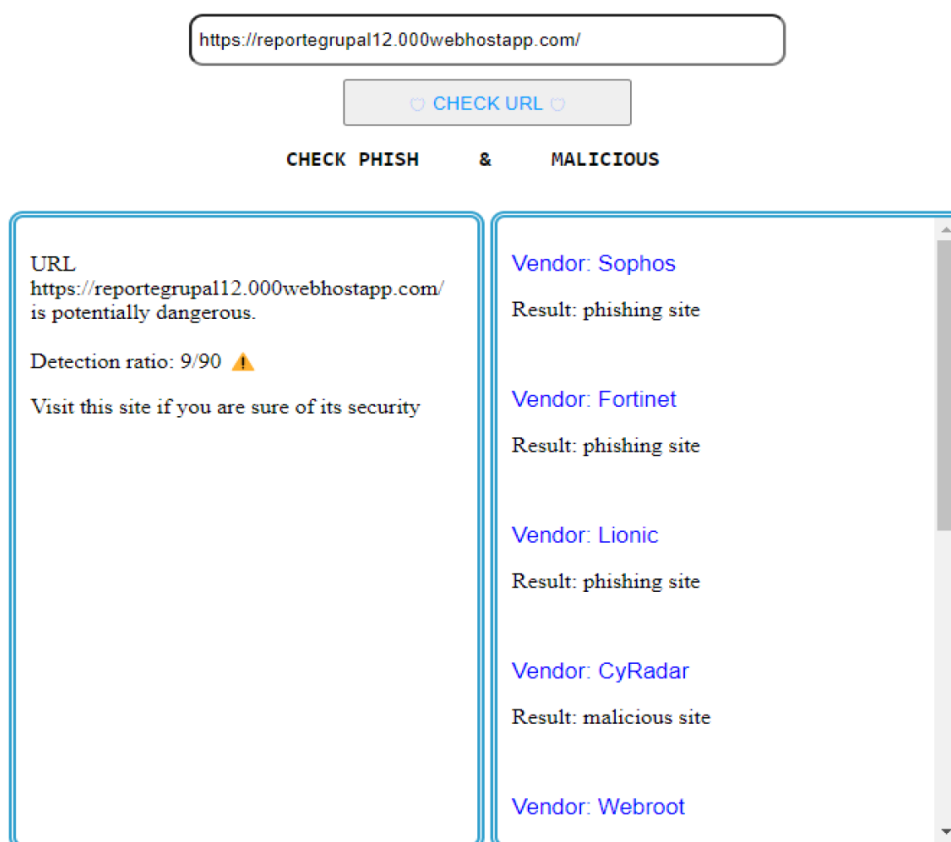 https://reportegrupal12.000webhostapp.com/
CHECK URL
CHECK PHISH & MALICIOUS
URL
https://reportegrupal12.000webhostapp.com/
is potentially dangerous.
Detection ratio: 9/90
Visit this site if you are sure of its security
Vendor: Sophos
Result: phishing site
Vendor: Fortinet
Result: phishing site
Vendor: Lionic
Result: phishing site
Vendor: CyRadar
Result: malicious site
Vendor: Webroot